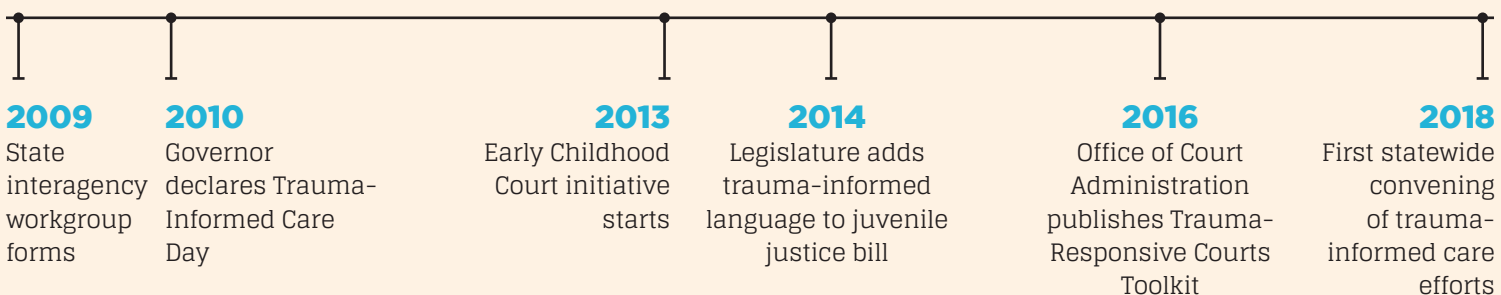 2009
State
interagency
workgroup
forms
2010
Governor
declares Trauma-
Informed Care
Day
2013
Early Childhood
Court initiative
starts
2014
Legislature adds
trauma-informed
language to juvenile
justice bill
2016
Office of Court
Administration
publishes Trauma-
Responsive Courts
Toolkit
2018
First statewide
convening
of trauma-
informed care
efforts